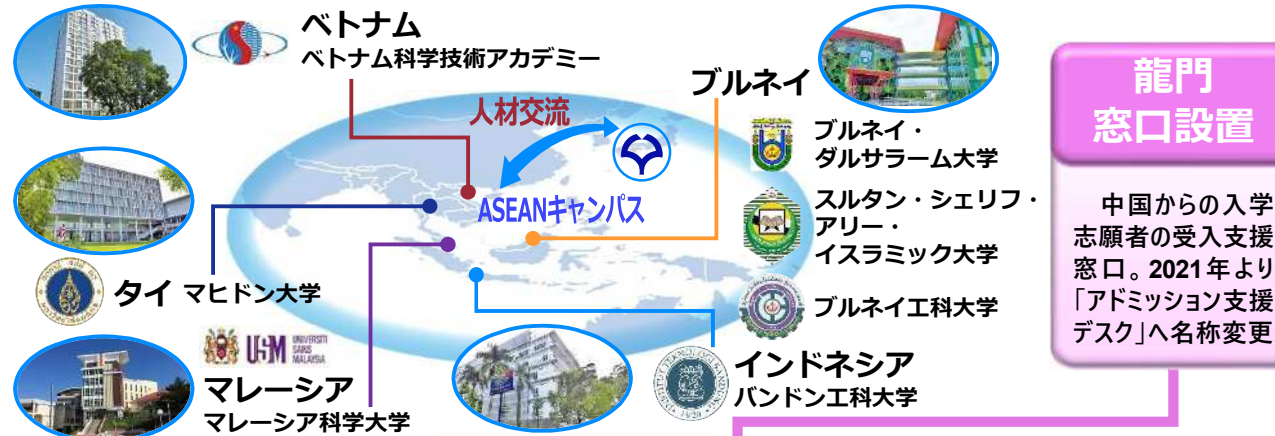 ベトナム
ベトナム科学技術アカデミー
ブルネイ
人材交流
ASEANキャンパス
ブルネイ・
ダルサラーム大学
スルタン・シェリフ・
アリー・
イスラミック大学
ブルネイ工科大学
タイ マヒドン大学
USM UNIVERSITI
SAINS
MALAYSIA
マレーシア
マレーシア科学大学
インドネシア
バンドン工科大学
龍門
窓口設置
中国からの入学
志願者の受入支援
窓口。2021年より
「アドミッション支援
デスク」へ名称変更